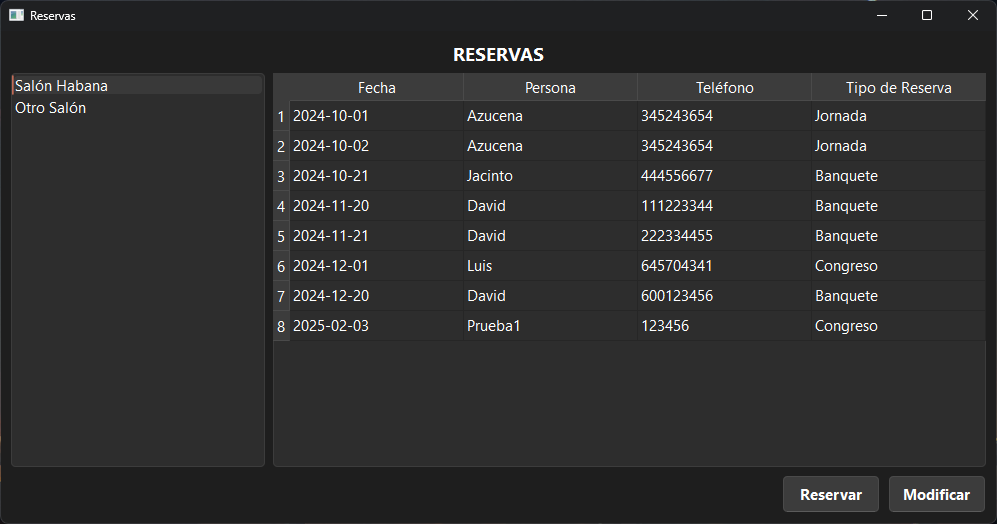 Reservas
RESERVAS
Salón Habana
Otro Salón
Fecha Persona Teléfono Tipo de Reserva
1 2024-10-01 Azucena 345243654 Jornada
2 2024-10-02 Azucena 345243654 Jornada
3 2024-10-21 Jacinto 444556677 Banquete
4 2024-11-20 David 111223344 Banquete
5 2024-11-21 David 222334455 Banquete
6 2024-12-01 Luis 645704341 Congreso
7 2024-12-20 David 600123456 Banquete
8 2025-02-03 Prueba1 123456 Congreso
Reservar Modificar